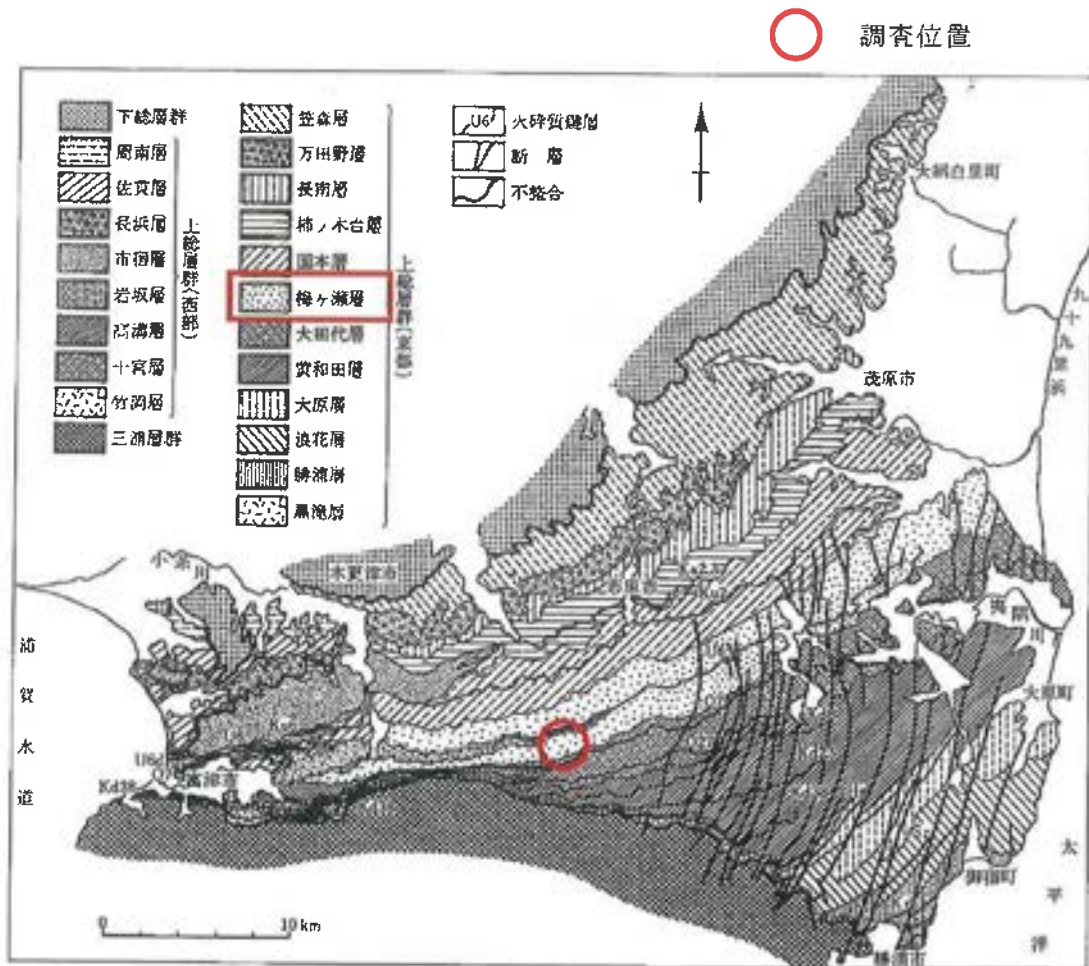 調査位置
下総層群
周南層
佐貫層
長浜層
市宿層
岩坂層
高溝層
十宮層
竹岡層
三浦層群
上総層群(西部)
笠森層
万田野層
長南層
柿ノ木台層
国本層
梅ヶ瀬層
大田代層
黄和田層
大原層
浪花層
勝浦層
黒滝層
上総層群(東部)
U6 火砕質鍵層
断 層
不整合
大網白里町
九十九里浜
茂原市
木更津市
小糸川
浦賀水道
夷隅川
大原町
御宿町
勝浦市
太平洋
0 10 km